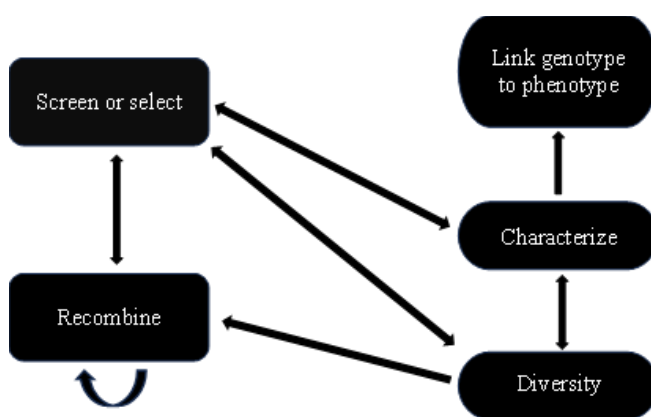 Link genotype
to phenotype
Screen or select
Characterize
Recombine
Diversity